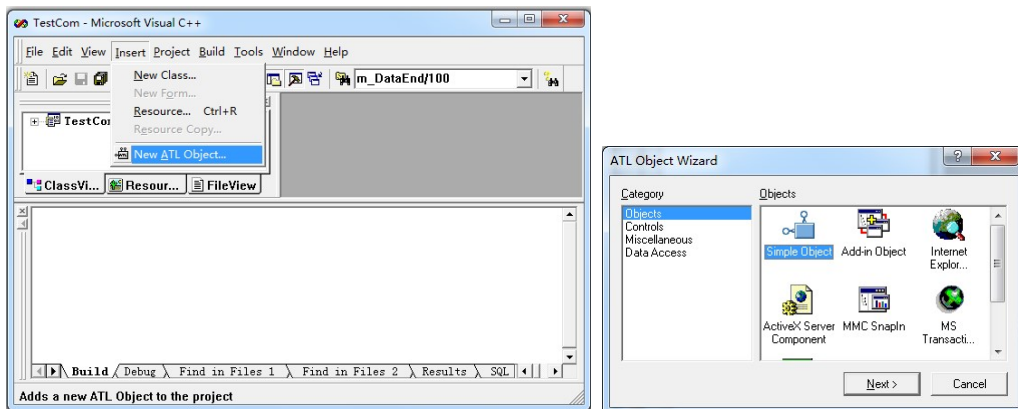 TestCom - Microsoft Visual C++
File Edit View Insert Project Build Tools Window Help
New Class...
m_DataEnd/100
New Form...
Resource... Ctrl+R
Resource Copy...
TestCo
New ATL Object...
ClassVi... Resour... FileView
Build Debug Find in Files 1 Find in Files 2 Results SQL
Adds a new ATL Object to the project
ATL Object Wizard
Category Objects
Objects
Controls
Miscellaneous
Data Access
Simple Object Add-in Object Internet
Explor...
ActiveX Server MMC SnapIn MS
Component Transacti...
Next > Cancel